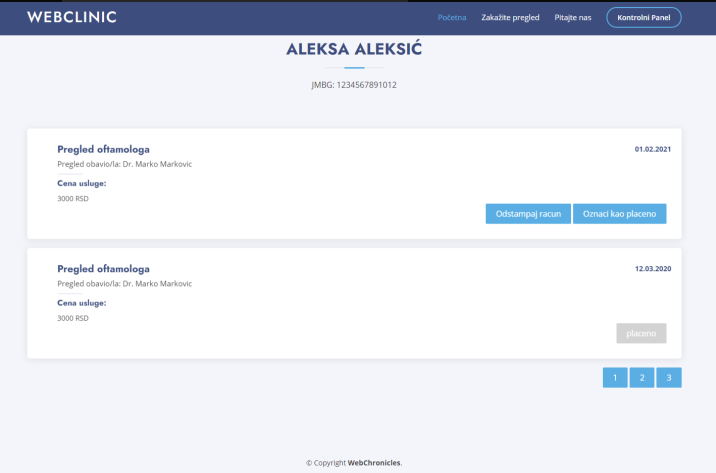 WEBCLINIC
Početna Zakažite pregled Pitajte nas Kontrolni Panel
ALEKSA ALEKSIĆ
JMBG: 1234567891012
Pregled oftamologa 01.02.2021
Pregled obavio/la: Dr. Marko Markovic
Cena usluge:
3000 RSD
Odstampaj racun Oznaci kao placeno
Pregled oftamologa 12.03.2020
Pregled obavio/la: Dr. Marko Markovic
Cena usluge:
3000 RSD
placeno
1 2 3
© Copyright WebChronicles.